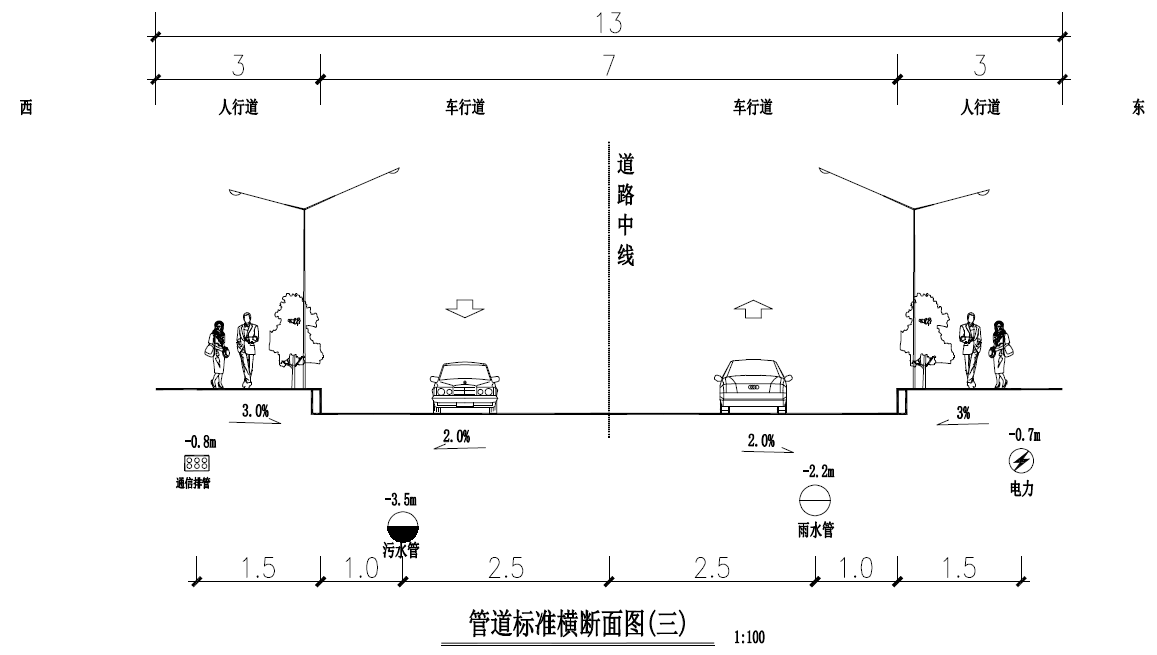 13
3 7 3
西 人行道 车行道 车行道 人行道 东
道路中线
3.0% 3%
2.0% 2.0%
-0.8m -0.7m
通信排管 电力
-2.2m
雨水管
-3.5m
污水管
1.5 1.0 2.5 2.5 1.0 1.5
管道标准横断面图(三) 1:100